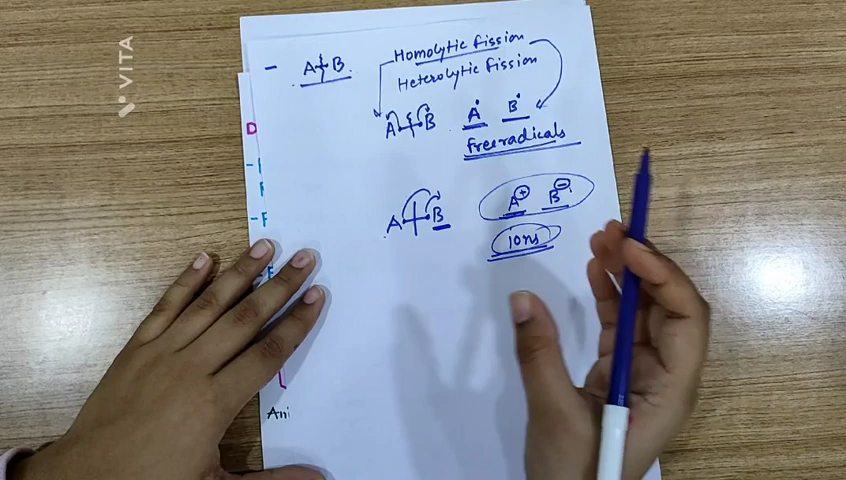 VITA
- A+B
Homolytic fission
Heterolytic fission
A B
A• B•
free radicals
A B
A⊕ B⊖
ions
D
Ani